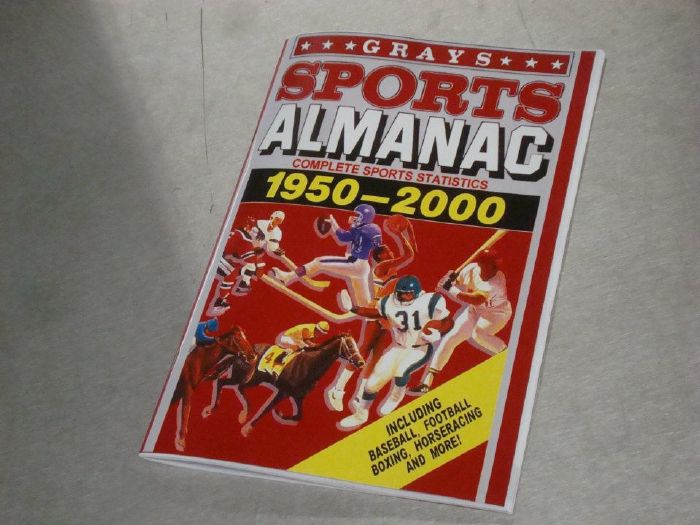 ★ ★ ★ GRAYS ★ ★ ★
SPORTS
ALMANAC
COMPLETE SPORTS STATISTICS
1950-2000
31
4
INCLUDING
BASEBALL, FOOTBALL
BOXING, HORSERACING
AND MORE!